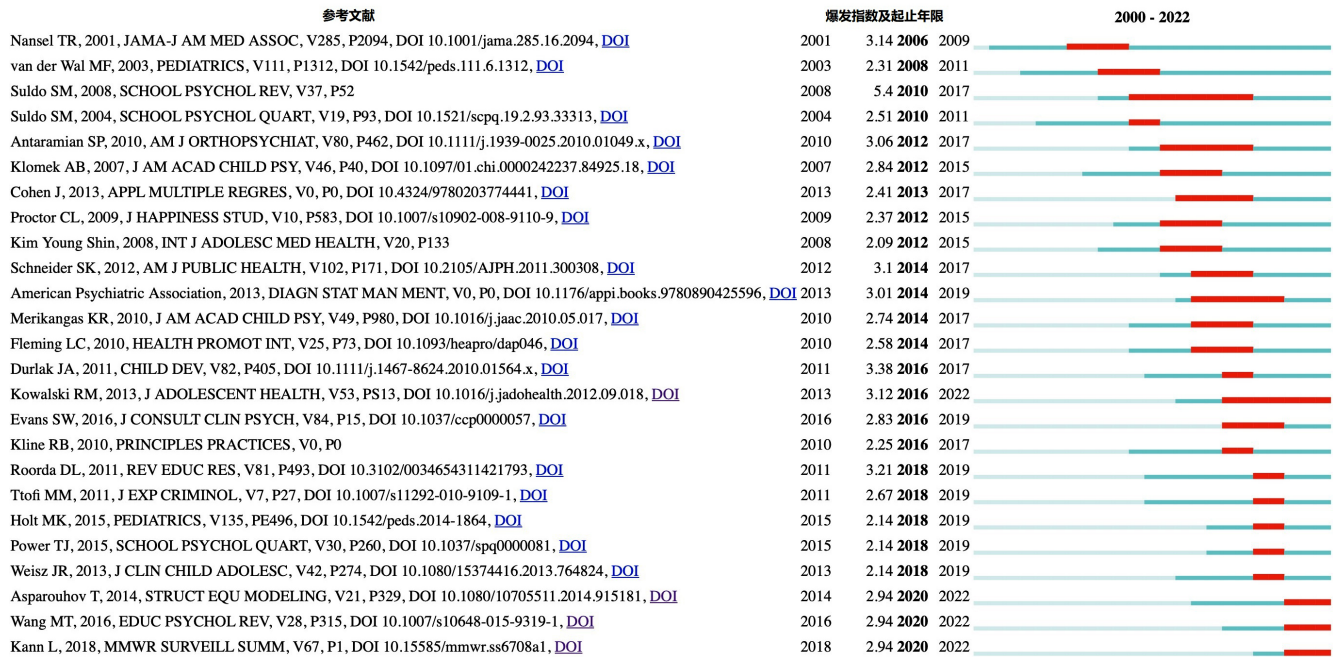 参考文献 爆发指数及起止年限 2000 - 2022
Nansel TR, 2001, JAMA-J AM MED ASSOC, V285, P2094, DOI 10.1001/jama.285.16.2094, DOI 2001 3.14 2006 2009
van der Wal MF, 2003, PEDIATRICS, V111, P1312, DOI 10.1542/peds.111.6.1312, DOI 2003 2.31 2008 2011
Suldo SM, 2008, SCHOOL PSYCHOL REV, V37, P52 2008 5.4 2010 2017
Suldo SM, 2004, SCHOOL PSYCHOL QUART, V19, P93, DOI 10.1521/scpq.19.2.93.33313, DOI 2004 2.51 2010 2011
Antaramian SP, 2010, AM J ORTHOPSYCHIAT, V80, P462, DOI 10.1111/j.1939-0025.2010.01049.x, DOI 2010 3.06 2012 2017
Klomek AB, 2007, J AM ACAD CHILD PSY, V46, P40, DOI 10.1097/01.chi.0000242237.84925.18, DOI 2007 2.84 2012 2015
Cohen J, 2013, APPL MULTIPLE REGRES, V0, P0, DOI 10.4324/9780203774441, DOI 2013 2.41 2013 2017
Proctor CL, 2009, J HAPPINESS STUD, V10, P583, DOI 10.1007/s10902-008-9110-9, DOI 2009 2.37 2012 2015
Kim Young Shin, 2008, INT J ADOLESC MED HEALTH, V20, P133 2008 2.09 2012 2015
Schneider SK, 2012, AM J PUBLIC HEALTH, V102, P171, DOI 10.2105/AJPH.2011.300308, DOI 2012 3.1 2014 2017
American Psychiatric Association, 2013, DIAGN STAT MAN MENT, V0, P0, DOI 10.1176/appi.books.9780890425596, DOI 2013 3.01 2014 2019
Merikangas KR, 2010, J AM ACAD CHILD PSY, V49, P980, DOI 10.1016/j.jaac.2010.05.017, DOI 2010 2.74 2014 2017
Fleming LC, 2010, HEALTH PROMOT INT, V25, P73, DOI 10.1093/heapro/dap046, DOI 2010 2.58 2014 2017
Durlak JA, 2011, CHILD DEV, V82, P405, DOI 10.1111/j.1467-8624.2010.01564.x, DOI 2011 3.38 2016 2017
Kowalski RM, 2013, J ADOLESCENT HEALTH, V53, PS13, DOI 10.1016/j.jadohealth.2012.09.018, DOI 2013 3.12 2016 2022
Evans SW, 2016, J CONSULT CLIN PSYCH, V84, P15, DOI 10.1037/ccp0000057, DOI 2016 2.83 2016 2019
Kline RB, 2010, PRINCIPLES PRACTICES, V0, P0 2010 2.25 2016 2017
Roorda DL, 2011, REV EDUC RES, V81, P493, DOI 10.3102/0034654311421793, DOI 2011 3.21 2018 2019
Ttofi MM, 2011, J EXP CRIMINOL, V7, P27, DOI 10.1007/s11292-010-9109-1, DOI 2011 2.67 2018 2019
Holt MK, 2015, PEDIATRICS, V135, PE496, DOI 10.1542/peds.2014-1864, DOI 2015 2.14 2018 2019
Power TJ, 2015, SCHOOL PSYCHOL QUART, V30, P260, DOI 10.1037/spq0000081, DOI 2015 2.14 2018 2019
Weisz JR, 2013, J CLIN CHILD ADOLESC, V42, P274, DOI 10.1080/15374416.2013.764824, DOI 2013 2.14 2018 2019
Asparouhov T, 2014, STRUCT EQU MODELING, V21, P329, DOI 10.1080/10705511.2014.915181, DOI 2014 2.94 2020 2022
Wang MT, 2016, EDUC PSYCHOL REV, V28, P315, DOI 10.1007/s10648-015-9319-1, DOI 2016 2.94 2020 2022
Kann L, 2018, MMWR SURVEILL SUMM, V67, P1, DOI 10.15585/mmwr.ss6708a1, DOI 2018 2.94 2020 2022